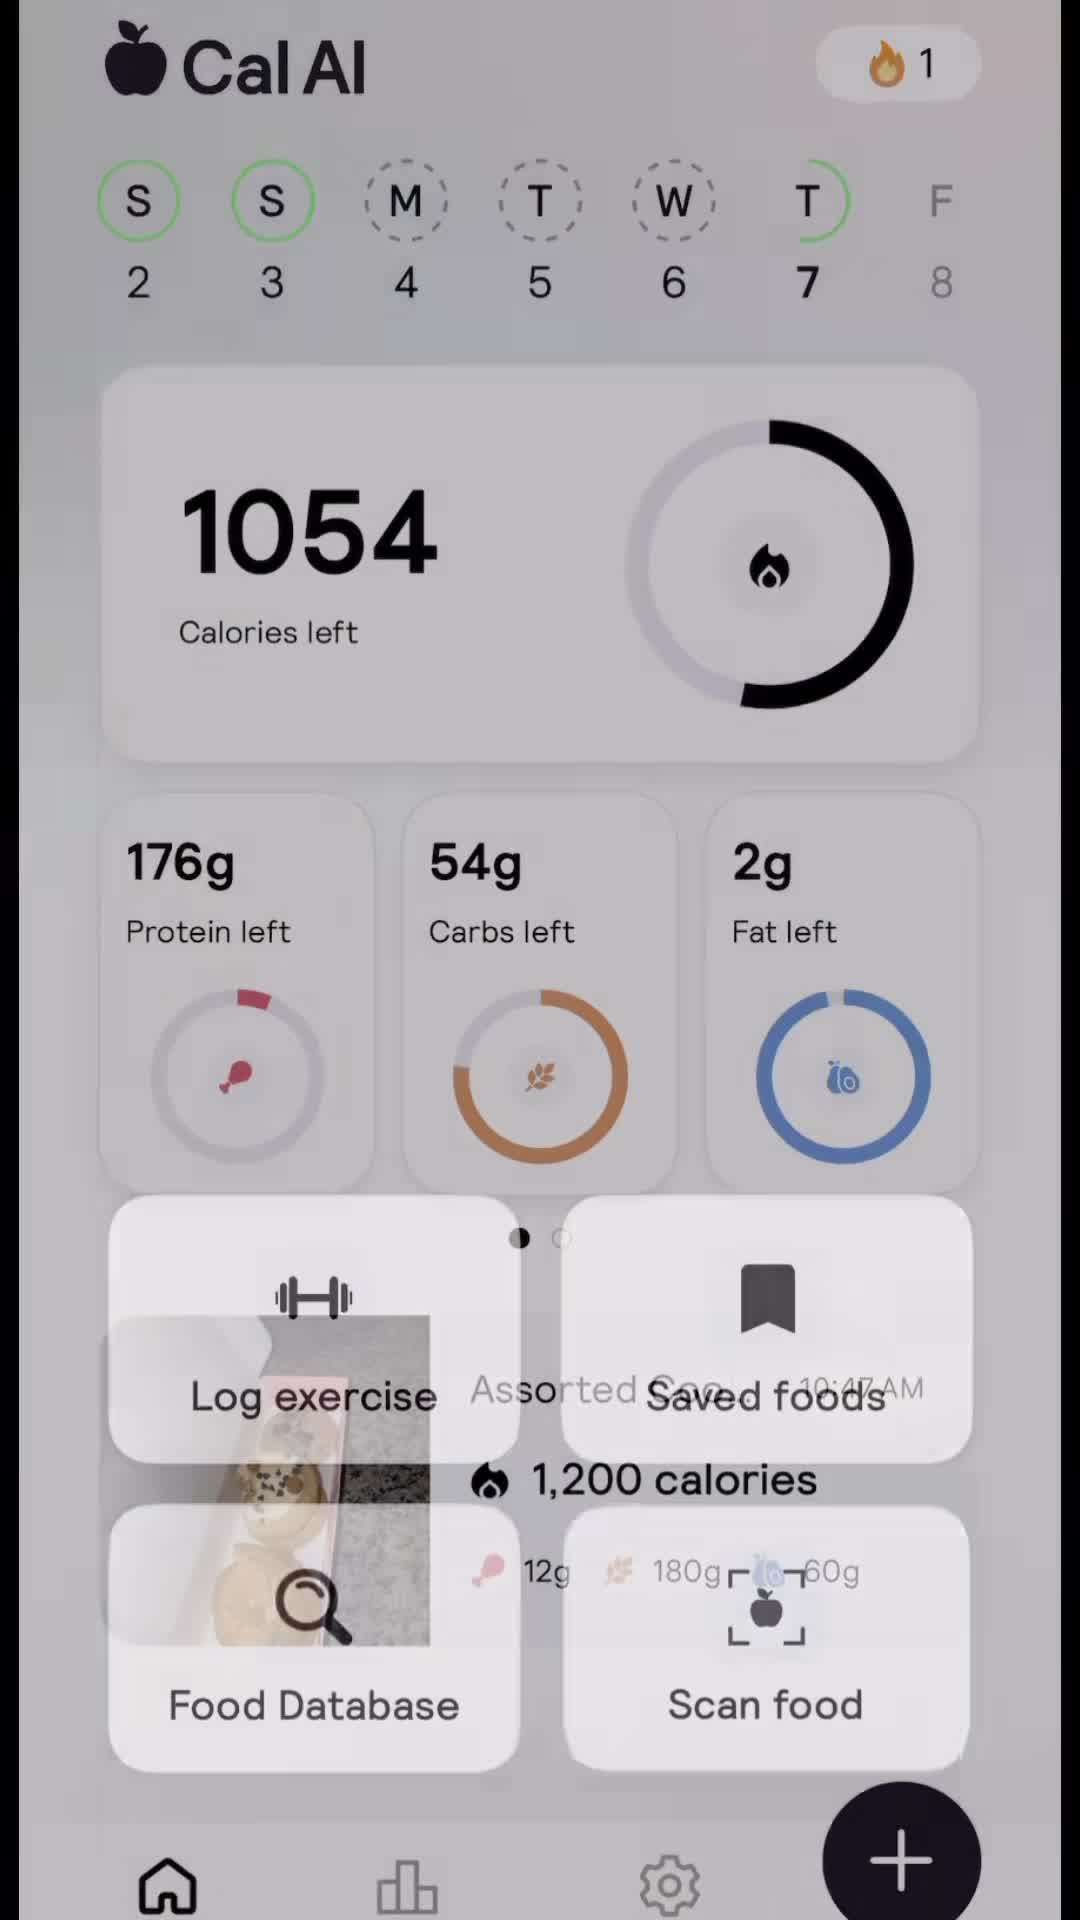 Cal AI
1
S S M T W T F
2 3 4 5 6 7 8
1054
Calories left
176g 54g 2g
Protein left Carbs left Fat left
Log exercise
Saved foods
Assorted
10:47 AM
1,200 calories
12g 180g 60g
Food Database
Scan food